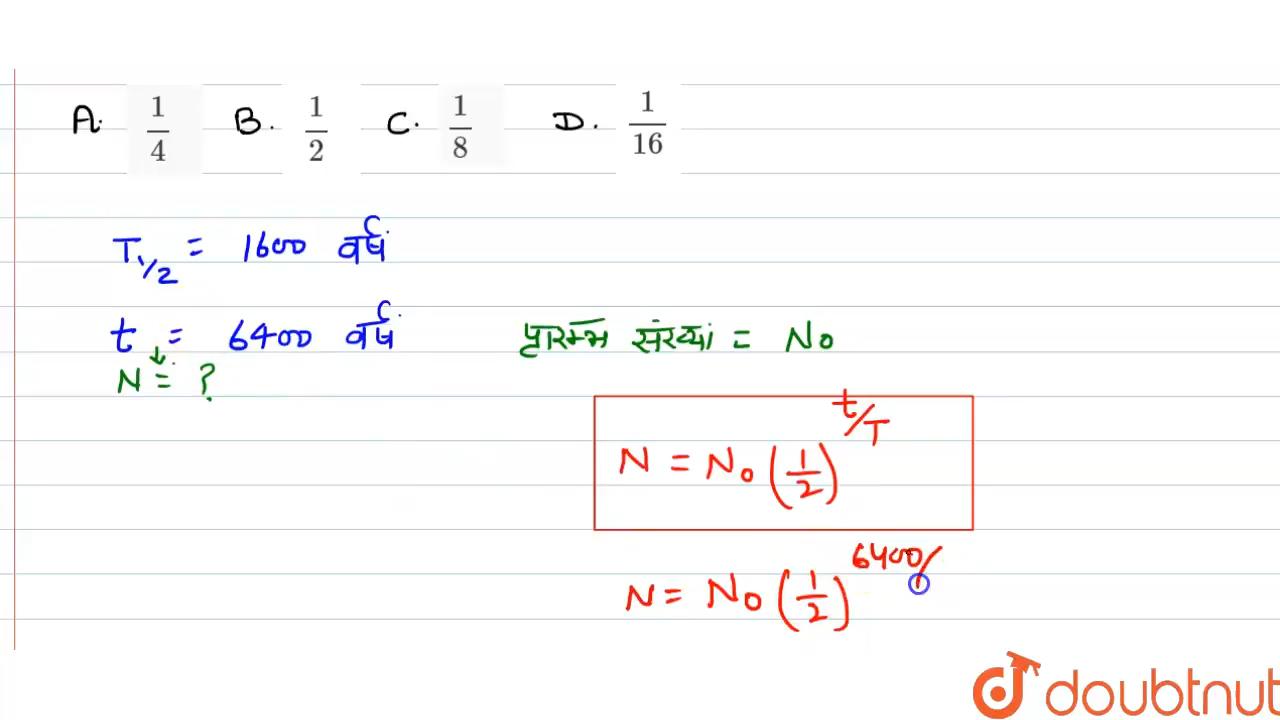 A. 1/4 B. 1/2 C. 1/8 D. 1/16
T1/2 = 1600 वर्ष
t = 6400 वर्ष प्रारम्भ संख्यां = N0
N = ?
N = N0 (1/2)^t/T
N = N0 (1/2)^6400/
doubtnut